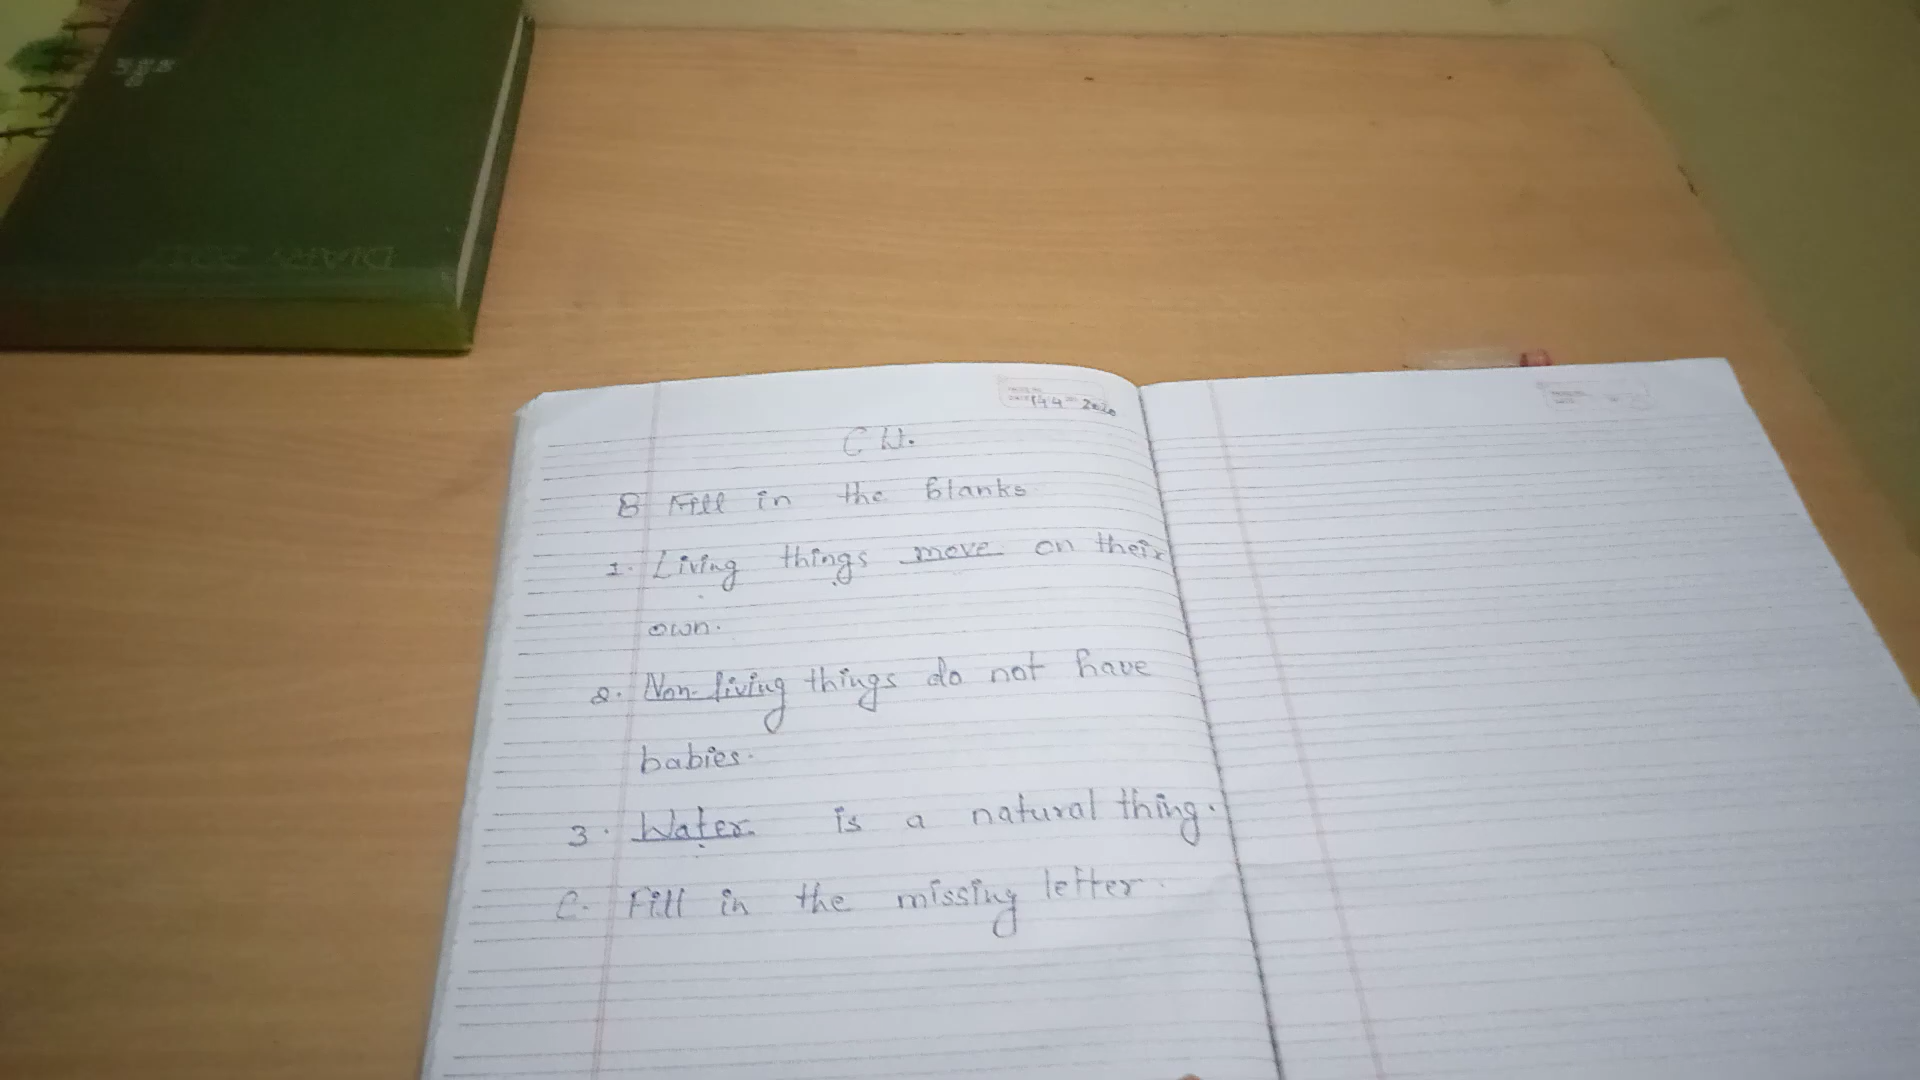 C W.
B Fill in the blanks
1. Living things move on their
own.
2. Non-living things do not have
babies.
3. Water is a natural thing.
C. Fill in the missing letter.
DIARY